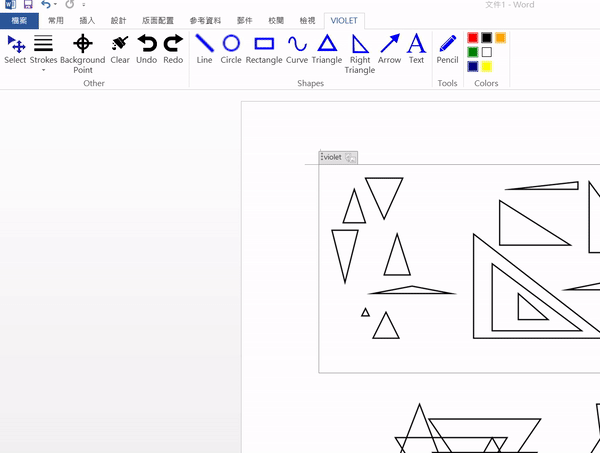 文件1 - Word
檔案 常用 插入 設計 版面配置 參考資料 郵件 校閱 檢視 VIOLET
Select Strokes Background Point Clear Undo Redo Line Circle Rectangle Curve Triangle Right Triangle Arrow Text Pencil
Other Shapes Tools Colors
violet